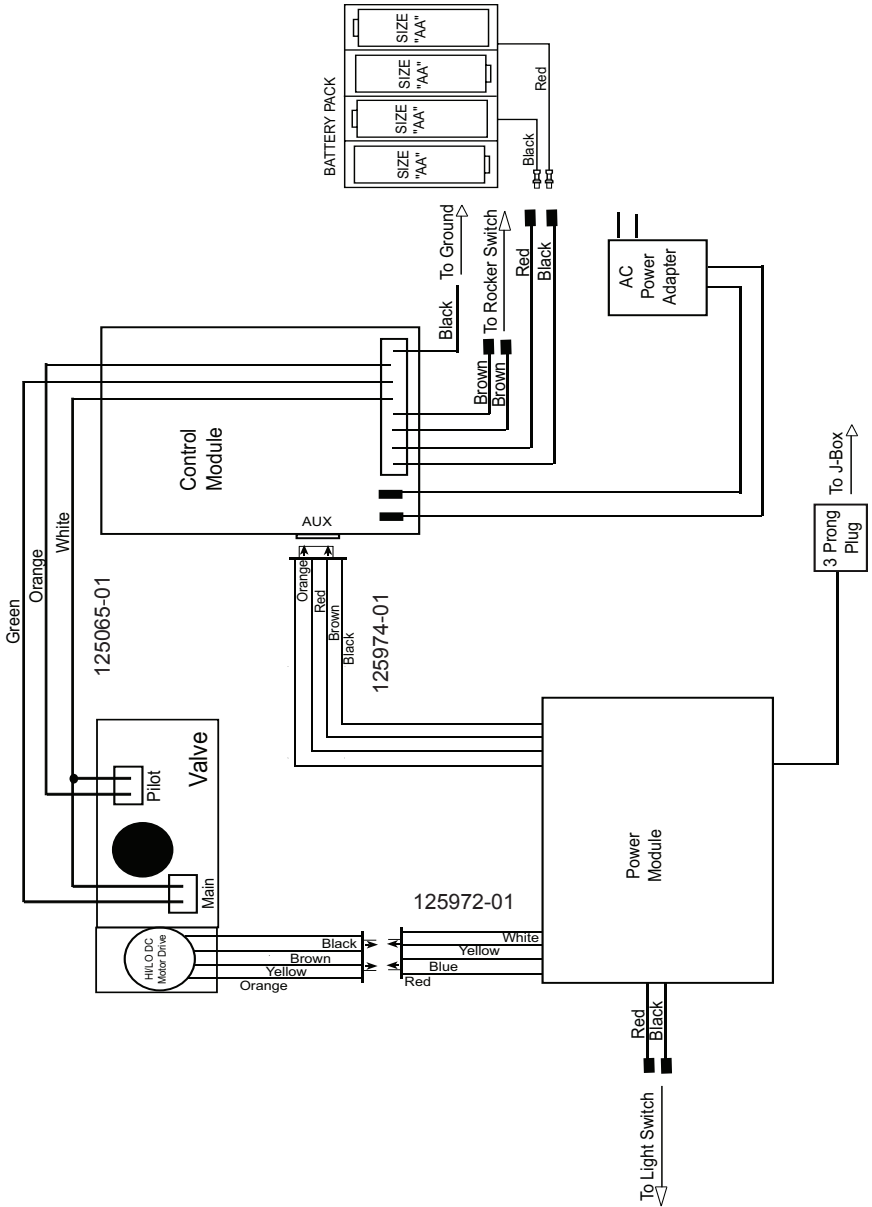 BATTERY PACK
SIZE
"AA"
SIZE
"AA"
SIZE
"AA"
SIZE
"AA"
Black
Red
To Ground
Black
To Rocker Switch
Brown
Brown
Red
Black
AC
Power
Adapter
Control
Module
AUX
Green
Orange
White
125065-01
Orange
Red
Brown
Black
125974-01
3 Prong
Plug
To J-Box
Valve
Pilot
Main
HI/LO DC
Motor Drive
Black
Brown
Yellow
Orange
125972-01
White
Yellow
Blue
Red
Power
Module
Red
Black
To Light Switch